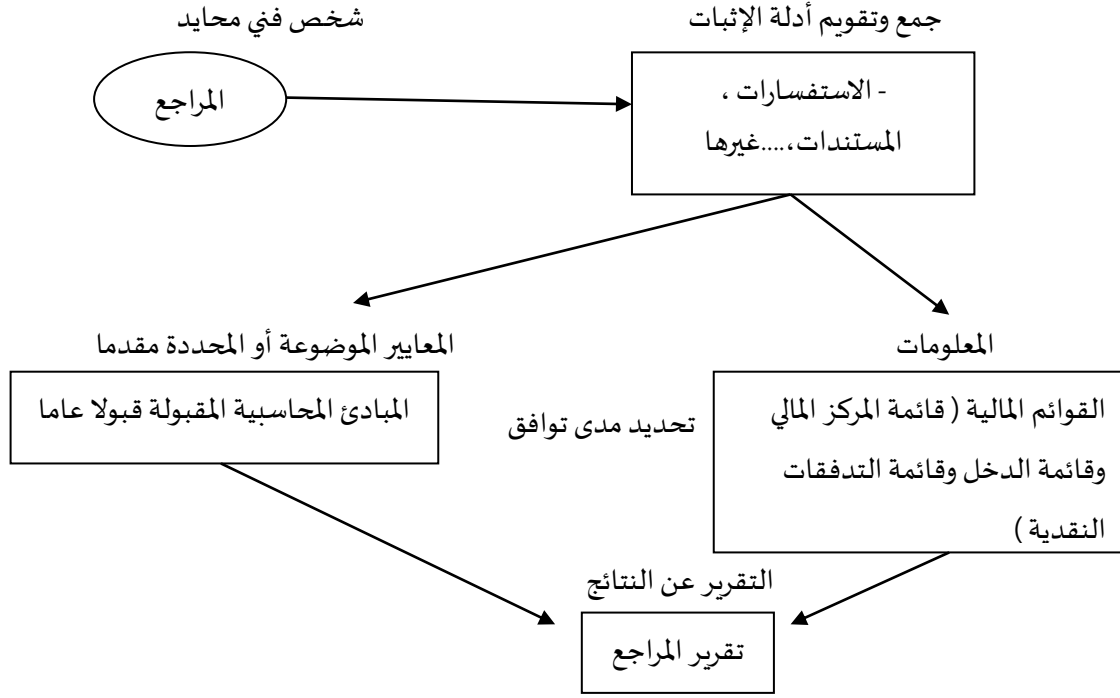 شخص فني محايد
جمع وتقويم أدلة الإثبات
المراجع
- الاستفسارات ،
المستندات،....غيرها
المعلومات
المعايير الموضوعة أو المحددة مقدما
القوائم المالية ( قائمة المركز المالي
وقائمة الدخل وقائمة التدفقات
النقدية )
تحديد مدى توافق
المبادئ المحاسبية المقبولة قبولا عاما
التقرير عن النتائج
تقرير المراجع